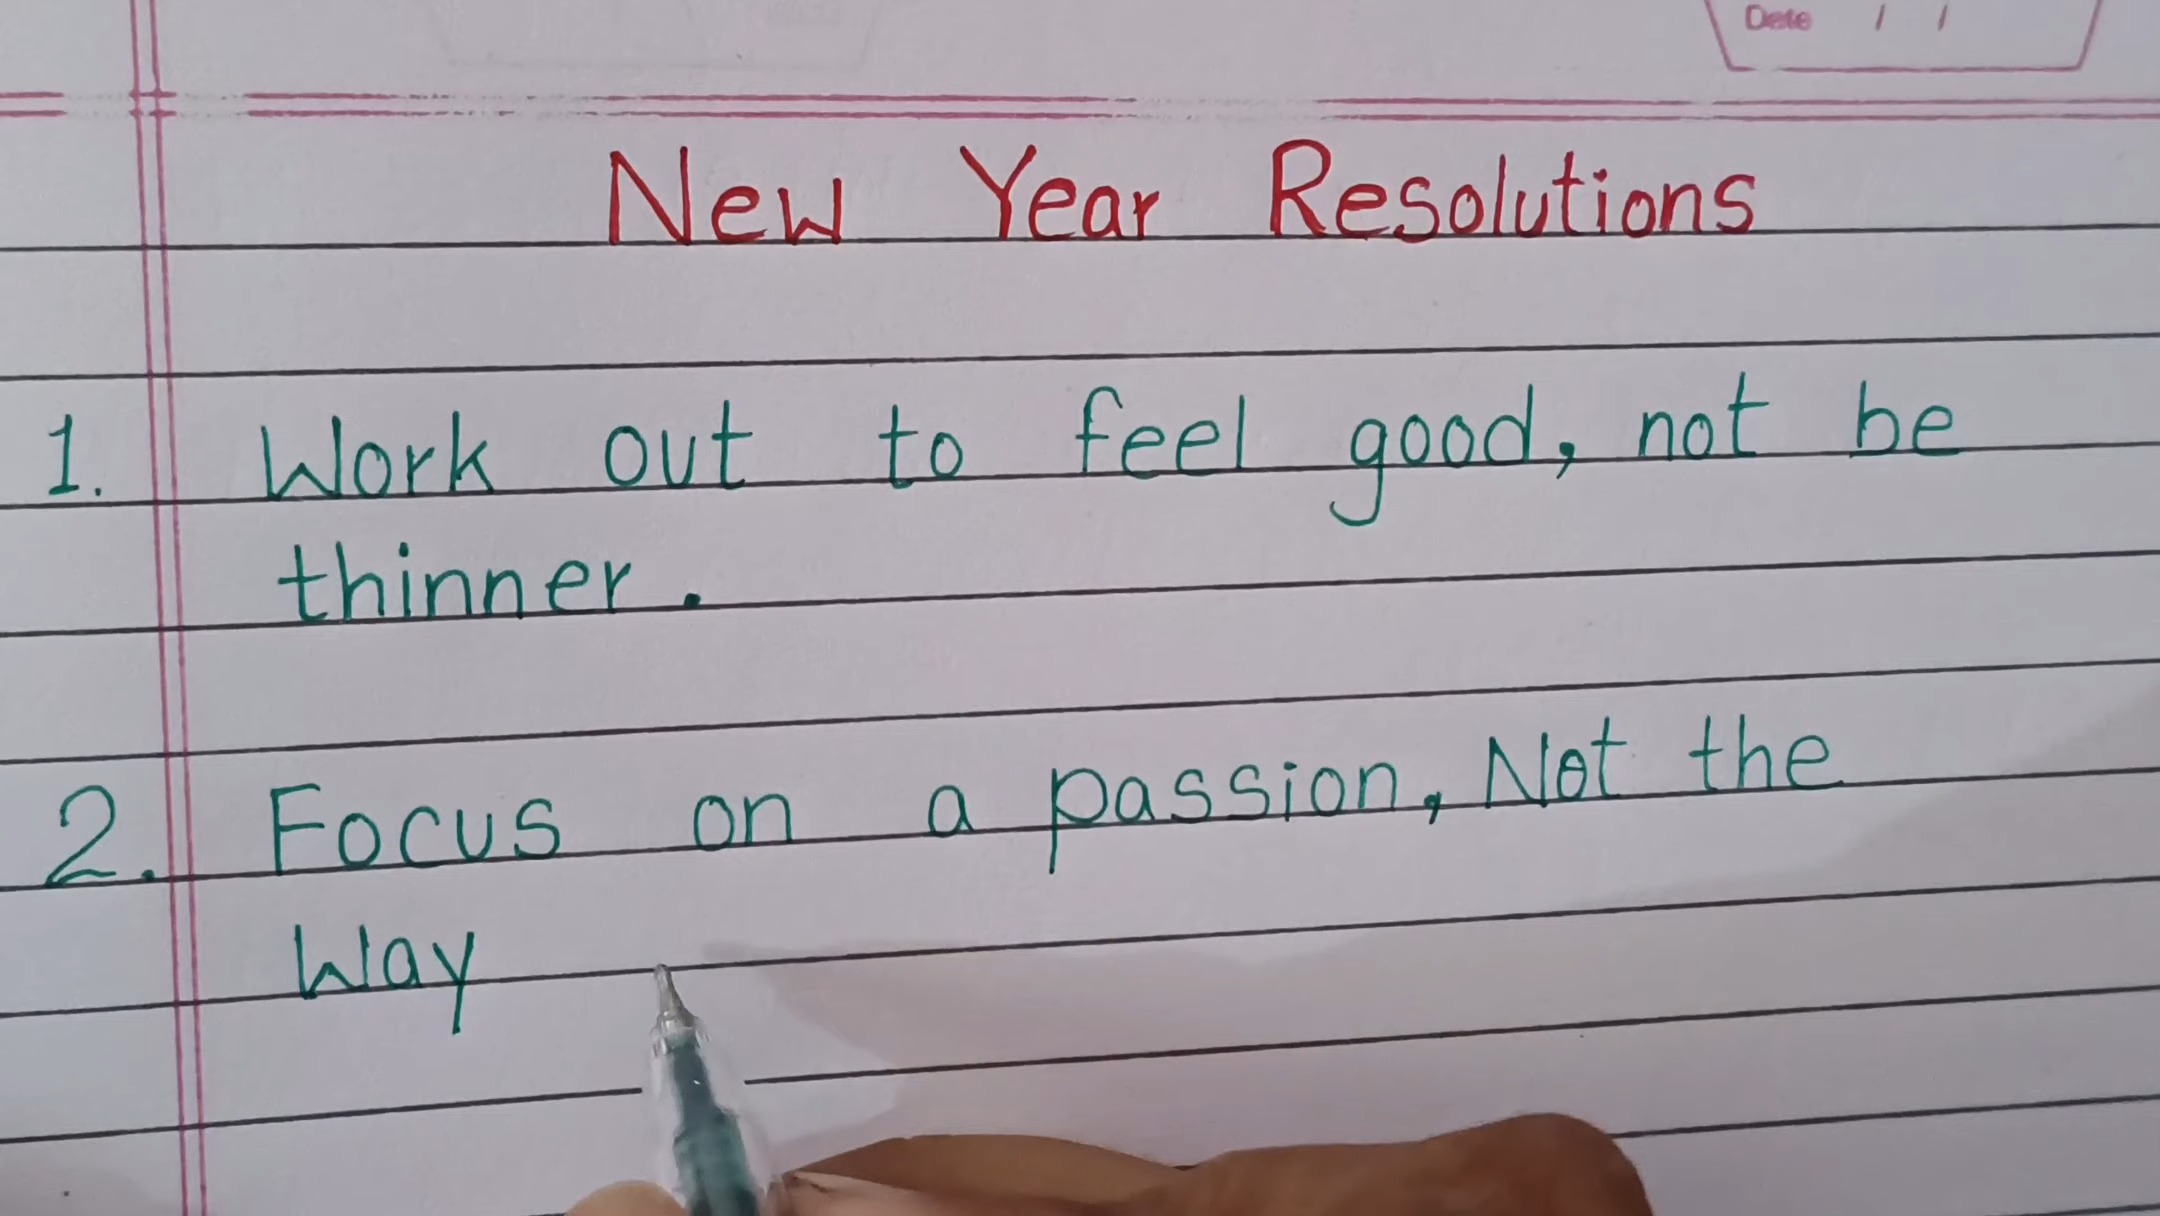 Date / /
New Year Resolutions
1. Work out to feel good, not be
thinner.
2. Focus on a passion, Not the
Way